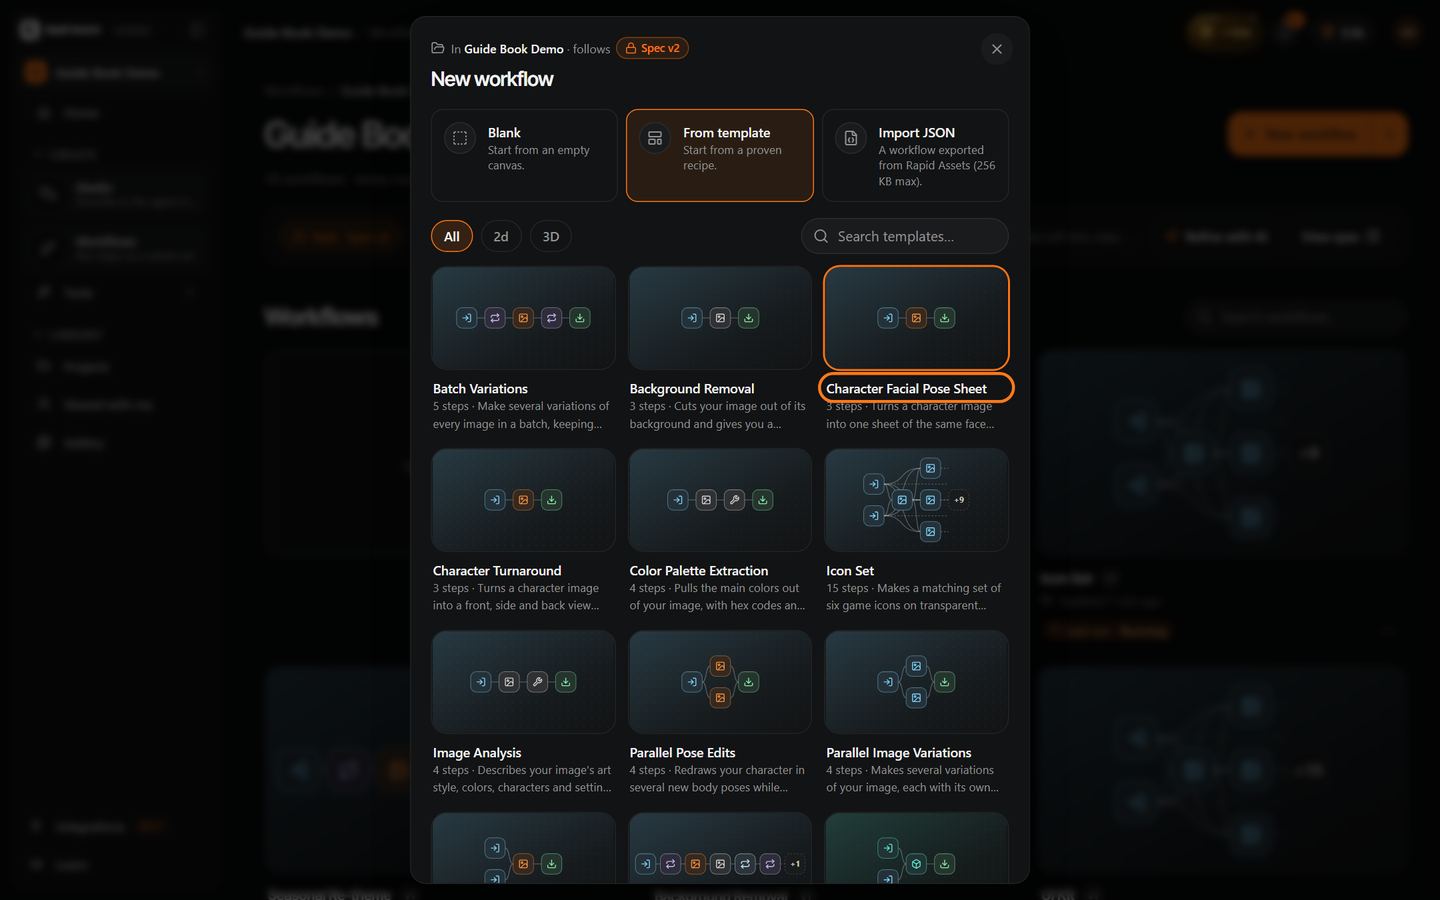 In Guide Book Demo · follows Spec v2
New workflow
Blank
Start from an empty
canvas.
From template
Start from a proven
recipe.
Import JSON
A workflow exported
from Rapid Assets (256
KB max).
All
2d
3D
Search templates...
Batch Variations
5 steps · Make several variations of
every image in a batch, keeping...
Background Removal
3 steps · Cuts your image out of its
background and gives you a...
Character Facial Pose Sheet
3 steps · Turns a character image
into one sheet of the same face...
Character Turnaround
3 steps · Turns a character image
into a front, side and back view...
Color Palette Extraction
4 steps · Pulls the main colors out
of your image, with hex codes an...
+9
Icon Set
15 steps · Makes a matching set of
six game icons on transparent...
Image Analysis
4 steps · Describes your image's art
style, colors, characters and settin...
Parallel Pose Edits
4 steps · Redraws your character in
several new body poses while...
Parallel Image Variations
4 steps · Makes several variations
of your image, each with its own...
+1
Guide Book Demo
Home
Workflows